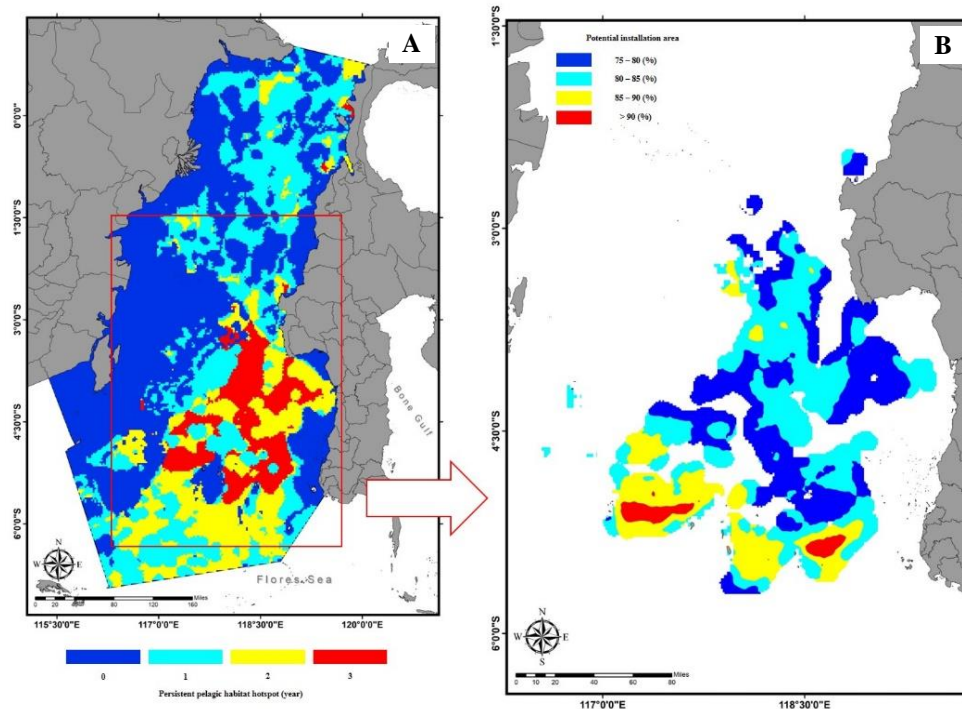 A
0°0'0"
1°30'0"S
3°0'0"S
4°30'0"S
6°0'0"S
Bone Gulf
Flores Sea
N
W E
S
0 20 40 80 120 160 Miles
115°30'0"E 117°0'0"E 118°30'0"E 120°0'0"E
0 1 2 3
Persistent pelagic habitat hotspot (year)
B
1°30'0"S
3°0'0"S
4°30'0"S
6°0'0"S
Potential installation area
75 – 80 (%)
80 – 85 (%)
85 – 90 (%)
> 90 (%)
N
W E
S
0 10 20 40 60 80 Miles
117°0'0"E 118°30'0"E